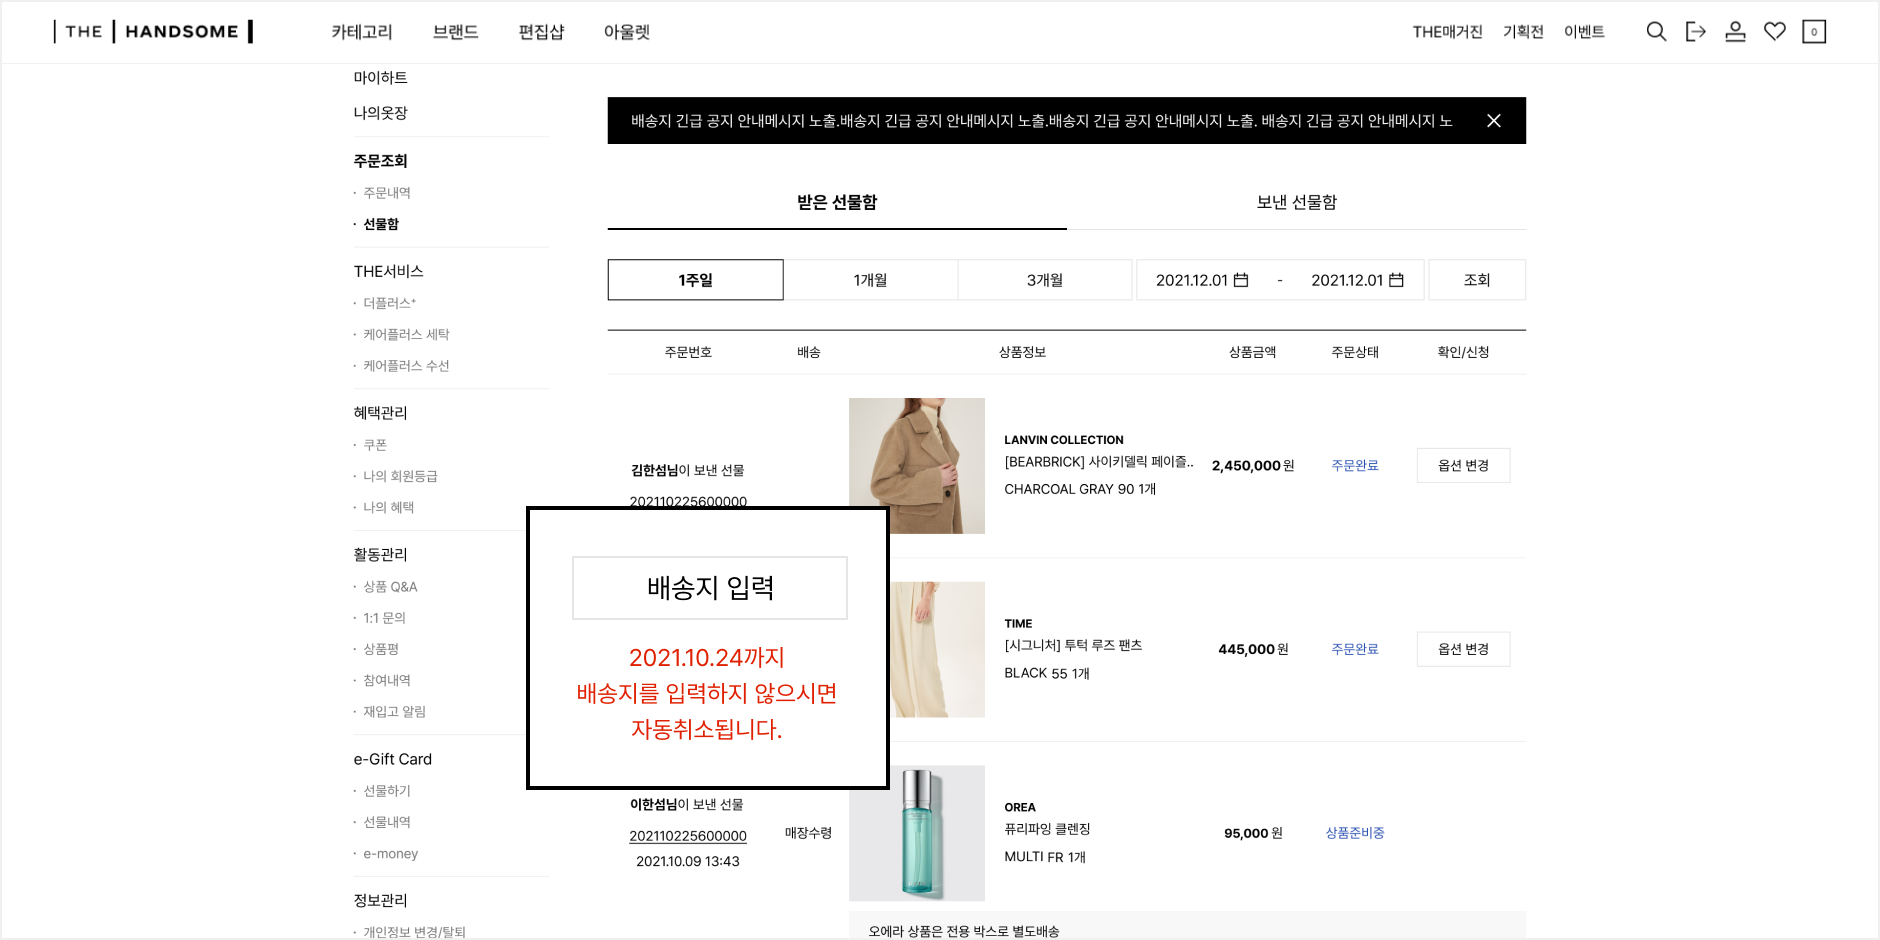 THE HANDSOME
카테고리 브랜드 편집샵 아울렛
THE매거진 기획전 이벤트
0
마이하트
나의옷장
주문조회
· 주문내역
· 선물함
THE서비스
· 더플러스⁺
· 케어플러스 세탁
· 케어플러스 수선
혜택관리
· 쿠폰
· 나의 회원등급
· 나의 혜택
활동관리
· 상품 Q&A
· 1:1 문의
· 상품평
· 참여내역
· 재입고 알림
e-Gift Card
· 선물하기
· 선물내역
· e-money
정보관리
· 개인정보 변경/탈퇴
배송지 긴급 공지 안내메시지 노출.배송지 긴급 공지 안내메시지 노출.배송지 긴급 공지 안내메시지 노출. 배송지 긴급 공지 안내메시지 노
받은 선물함 보낸 선물함
1주일 1개월 3개월 2021.12.01 - 2021.12.01 조회
주문번호 배송 상품정보 상품금액 주문상태 확인/신청
김한섬님이 보낸 선물
202110225600000
LANVIN COLLECTION
[BEARBRICK] 사이키델릭 페이즐..
CHARCOAL GRAY 90 1개
2,450,000 원
주문완료
옵션 변경
배송지 입력
2021.10.24까지
배송지를 입력하지 않으시면
자동취소됩니다.
TIME
[시그니처] 투턱 루즈 팬츠
BLACK 55 1개
445,000 원
주문완료
옵션 변경
이한섬님이 보낸 선물
202110225600000
2021.10.09 13:43
매장수령
OREA
퓨리파잉 클렌징
MULTI FR 1개
95,000 원
상품준비중
오에라 상품은 전용 박스로 별도배송